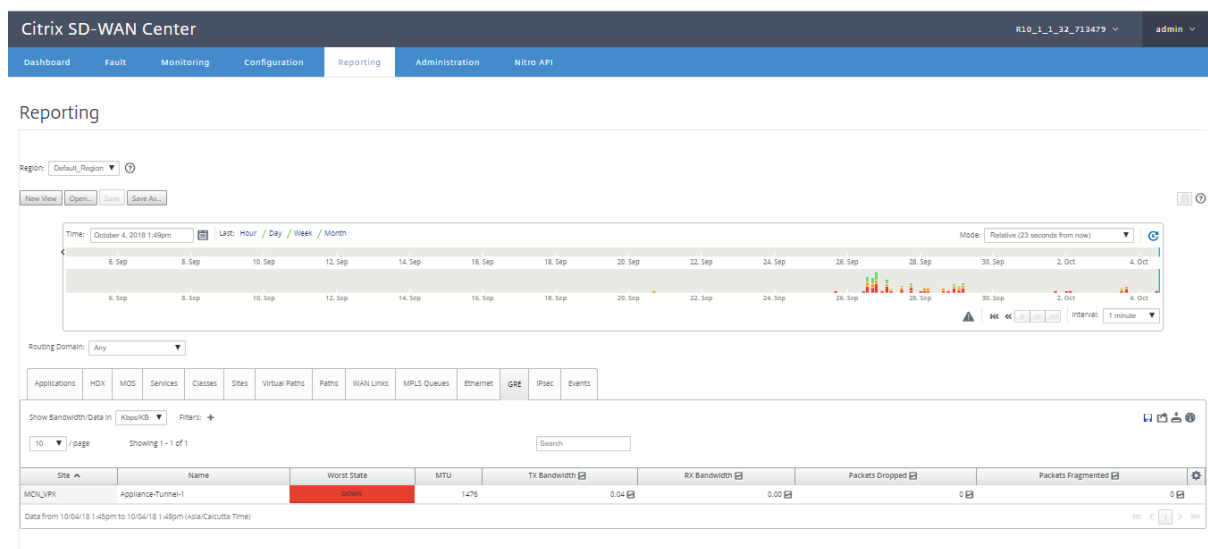 Citrix SD-WAN Center R10_1_1_32_713479 admin
Dashboard Fault Monitoring Configuration Reporting Administration Nitro API
Reporting
Region: Default_Region ?
New View Open... Save Save As... ?
Time: October 4, 2018 1:49pm Last: Hour / Day / Week / Month Mode: Relative (23 seconds from now)
6. Sep 8. Sep 10. Sep 12. Sep 14. Sep 16. Sep 18. Sep 20. Sep 22. Sep 24. Sep 26. Sep 28. Sep 30. Sep 2. Oct 4. Oct
6. Sep 8. Sep 10. Sep 12. Sep 14. Sep 16. Sep 18. Sep 20. Sep 22. Sep 24. Sep 26. Sep 28. Sep 30. Sep 2. Oct 4. Oct
Interval: 1 minute
Routing Domain: Any
Applications HDX MOS Services Classes Sites Virtual Paths Paths WAN Links MPLS Queues Ethernet GRE IPsec Events
Show Bandwidth/Data in Kbps/KB Filters: +
10 / page Showing 1 - 1 of 1 Search
Site Name Worst State MTU TX Bandwidth RX Bandwidth Packets Dropped Packets Fragmented
MCN_VPX Appliance-Tunnel-1 DOWN 1476 0.04 0.00 0 0
Data from 10/04/18 1:45pm to 10/04/18 1:49pm (Asia/Calcutta Time) 1